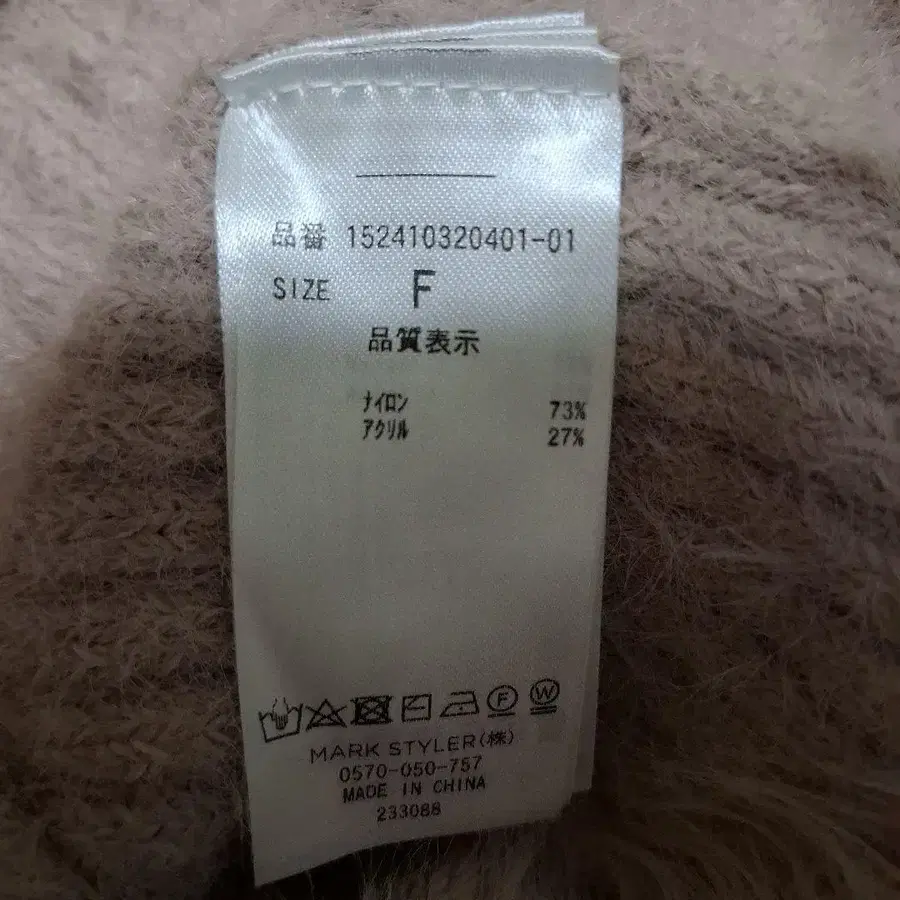 品番 152410320401-01
SIZE F
品質表示
ナイロン 73%
アクリル 27%
F W
MARK STYLER(株)
0570-050-757
MADE IN CHINA
233088